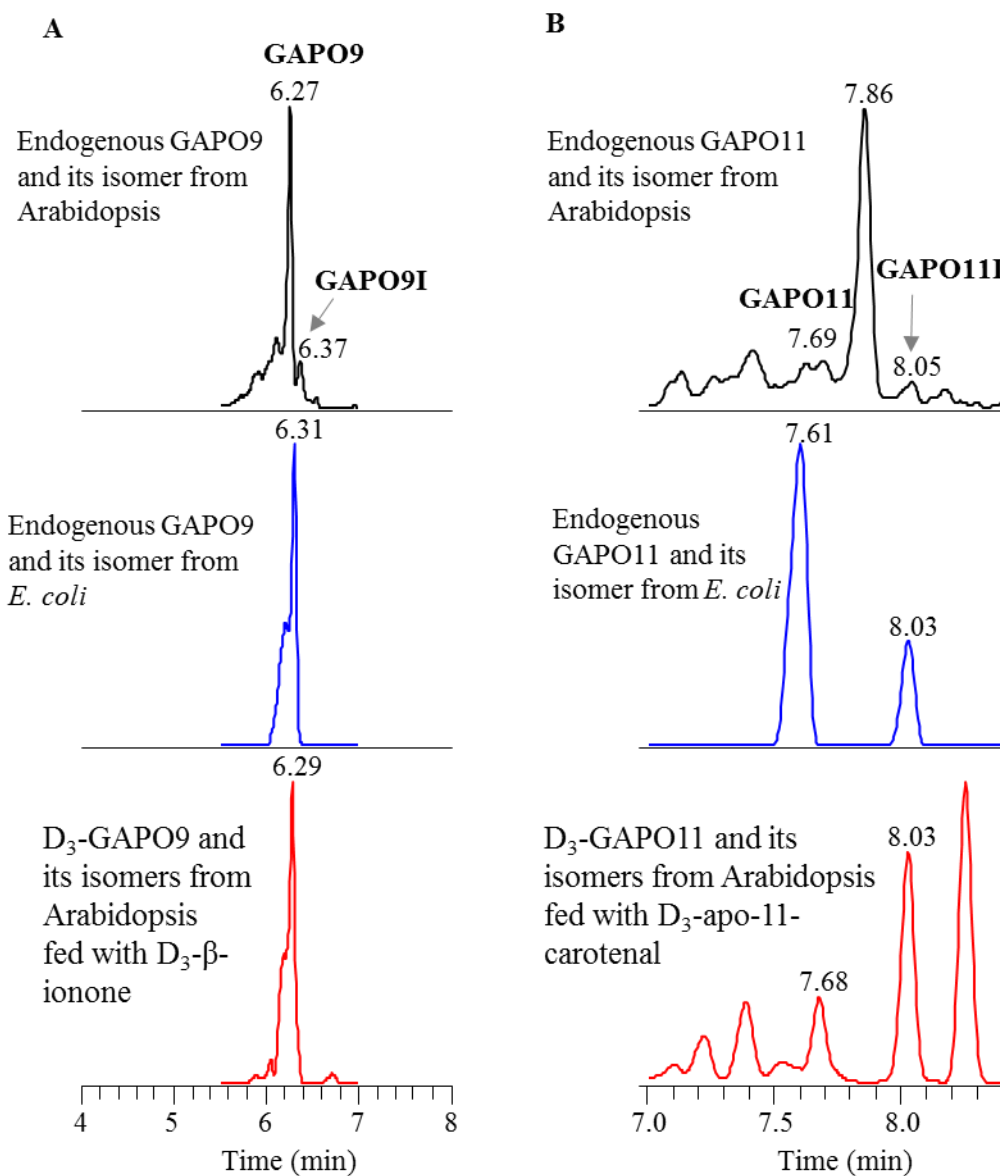 A
GAPO9
6.27
Endogenous GAPO9
and its isomer from
Arabidopsis
GAPO9I
6.37
6.31
Endogenous GAPO9
and its isomer from
E. coli
6.29
D₃-GAPO9 and
its isomers from
Arabidopsis
fed with D₃-β-
ionone
4 5 6 7 8
Time (min)
B
7.86
Endogenous GAPO11
and its isomer from
Arabidopsis
GAPO11I
GAPO11
7.69
8.05
7.61
Endogenous
GAPO11 and its
isomer from E. coli
8.03
D₃-GAPO11 and its
isomers from Arabidopsis
fed with D₃-apo-11-
carotenal
8.03
7.68
7.0 7.5 8.0
Time (min)